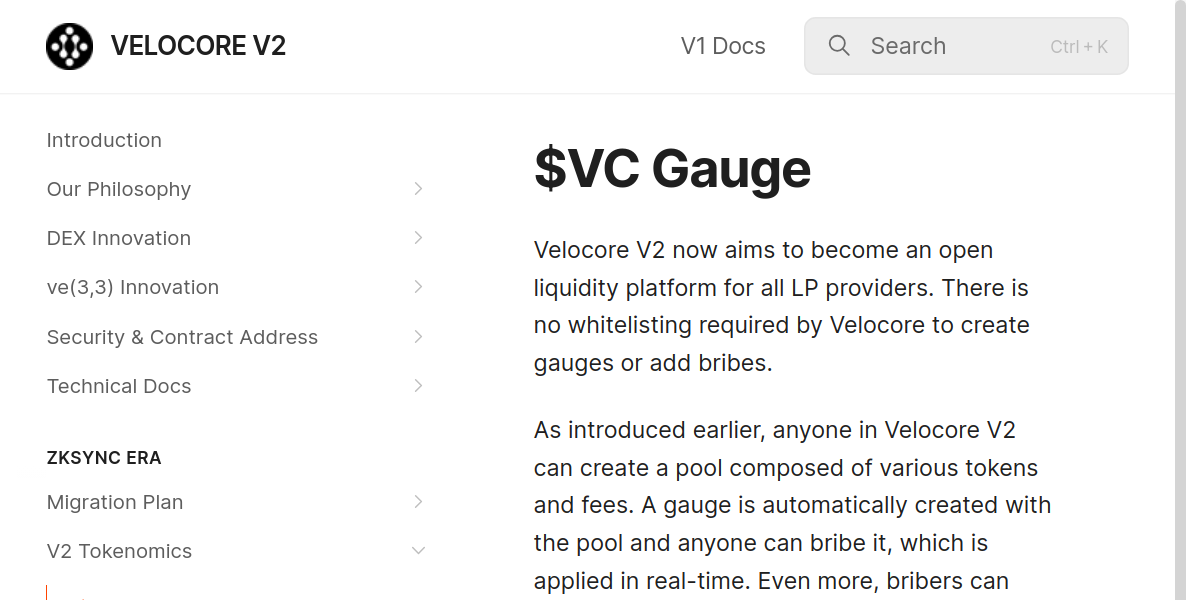 VELOCORE V2
V1 Docs
Search
Ctrl + K
Introduction
Our Philosophy
DEX Innovation
ve(3,3) Innovation
Security & Contract Address
Technical Docs
ZKSYNC ERA
Migration Plan
V2 Tokenomics
$VC Gauge
Velocore V2 now aims to become an open
liquidity platform for all LP providers. There is
no whitelisting required by Velocore to create
gauges or add bribes.
As introduced earlier, anyone in Velocore V2
can create a pool composed of various tokens
and fees. A gauge is automatically created with
the pool and anyone can bribe it, which is
applied in real-time. Even more, bribers can